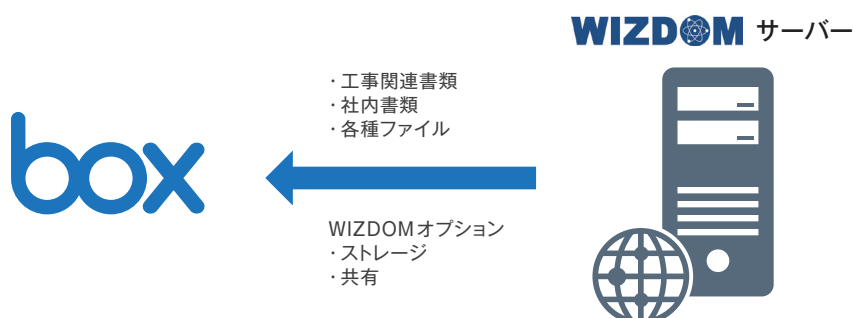 WIZDOM サーバー
・工事関連書類
・社内書類
・各種ファイル
box
WIZDOMオプション
・ストレージ
・共有